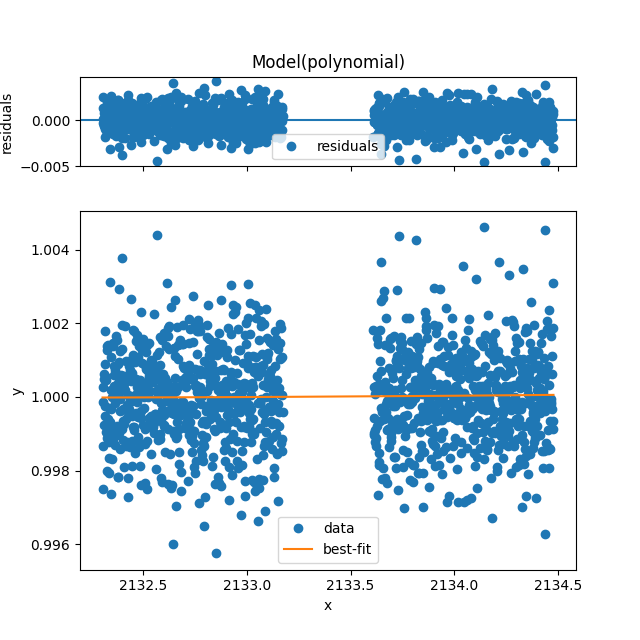 Model(polynomial)
residuals
0.000
−0.005
residuals
y
1.004
1.002
1.000
0.998
0.996
data
best-fit
2132.5 2133.0 2133.5 2134.0 2134.5
x